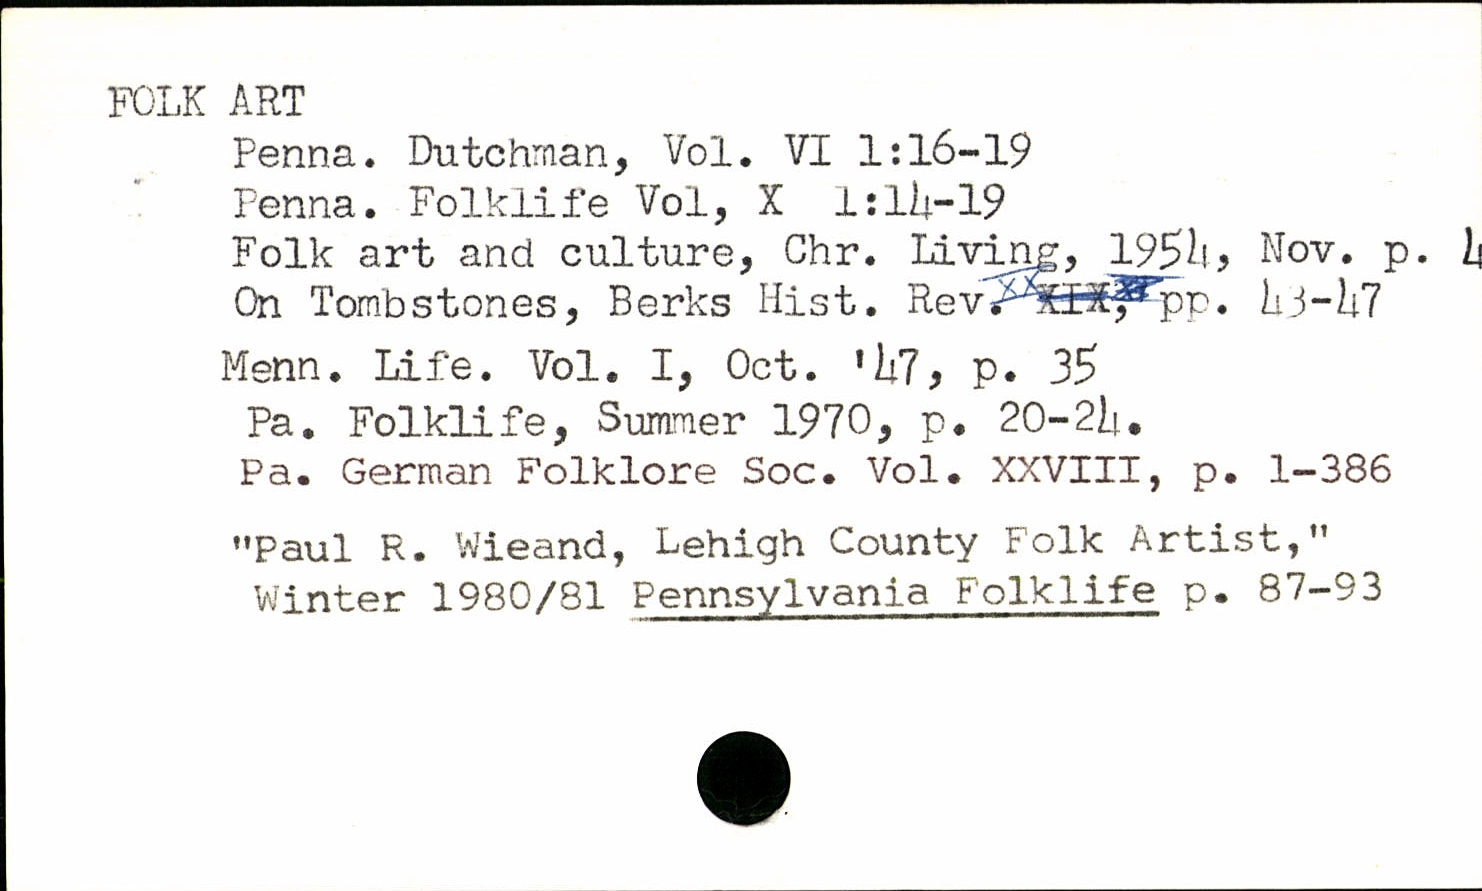 FOLK ART
Penna. Dutchman, Vol. VI 1:16-19
Penna. Folklife Vol, X 1:14-19
Folk art and culture, Chr. Living, 1954, Nov. p. 4
On Tombstones, Berks Hist. Rev. XX XIX, pp. 43-47
Menn. Life. Vol. I, Oct. '47, p. 35
Pa. Folklife, Summer 1970, p. 20-24.
Pa. German Folklore Soc. Vol. XXVIII, p. 1-386
"Paul R. Wieand, Lehigh County Folk Artist,"
Winter 1980/81 Pennsylvania Folklife p. 87-93